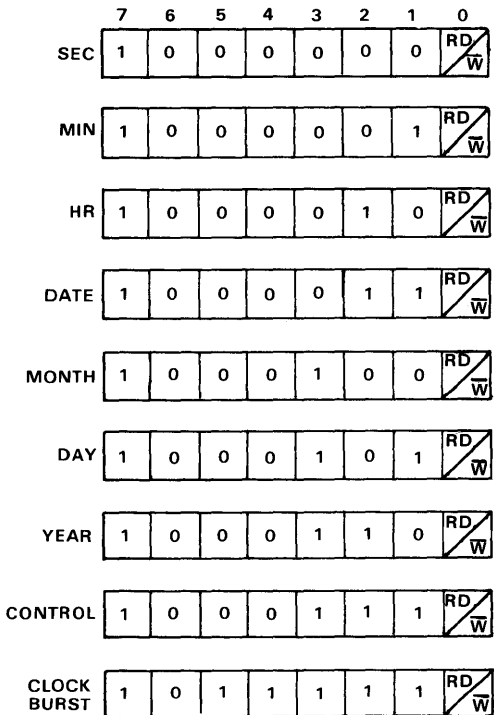 7 6 5 4 3 2 1 0
SEC 1 0 0 0 0 0 0 RD/W̅
MIN 1 0 0 0 0 0 1 RD/W̅
HR 1 0 0 0 0 1 0 RD/W̅
DATE 1 0 0 0 0 1 1 RD/W̅
MONTH 1 0 0 0 1 0 0 RD/W̅
DAY 1 0 0 0 1 0 1 RD/W̅
YEAR 1 0 0 0 1 1 0 RD/W̅
CONTROL 1 0 0 0 1 1 1 RD/W̅
CLOCK
BURST 1 0 1 1 1 1 1 RD/W̅